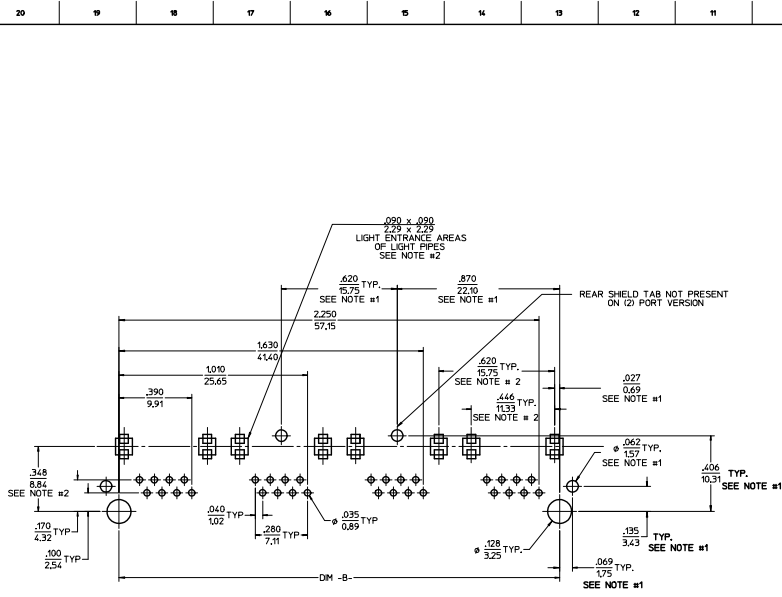 20 19 18 17 16 15 14 13 12 11
.090 x .090
2.29 x 2.29
LIGHT ENTRANCE AREAS
OF LIGHT PIPES
SEE NOTE #2
.620 TYP.
15.75
SEE NOTE #1
.870
22.10
SEE NOTE #1
REAR SHIELD TAB NOT PRESENT
ON (2) PORT VERSION
2.250
57.15
1.630
41.40
1.010
25.65
.390
9.91
.620 TYP.
15.75
SEE NOTE # 2
.446 TYP.
11.33
SEE NOTE # 2
.027
0.69
SEE NOTE #1
ø .062 TYP.
1.57
SEE NOTE #1
.406 TYP.
10.31 SEE NOTE #1
.348
8.84
SEE NOTE #2
.170 TYP
4.32
.100 TYP
2.54
.040 TYP
1.02
.280 TYP
7.11
ø .035 TYP
0.89
ø .128 TYP.
3.25
.135 TYP.
3.43 SEE NOTE #1
.069 TYP.
1.75
SEE NOTE #1
DIM -B-